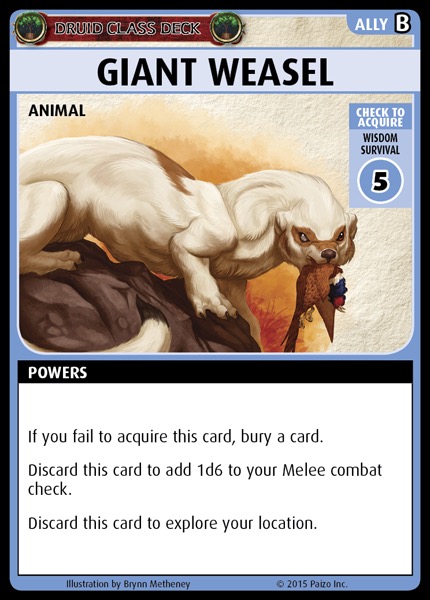 DRUID CLASS DECK
ALLY B
GIANT WEASEL
ANIMAL
CHECK TO
ACQUIRE
WISDOM
SURVIVAL
5
POWERS
If you fail to acquire this card, bury a card.
Discard this card to add 1d6 to your Melee combat
check.
Discard this card to explore your location.
Illustration by Brynn Metheney
© 2015 Paizo Inc.